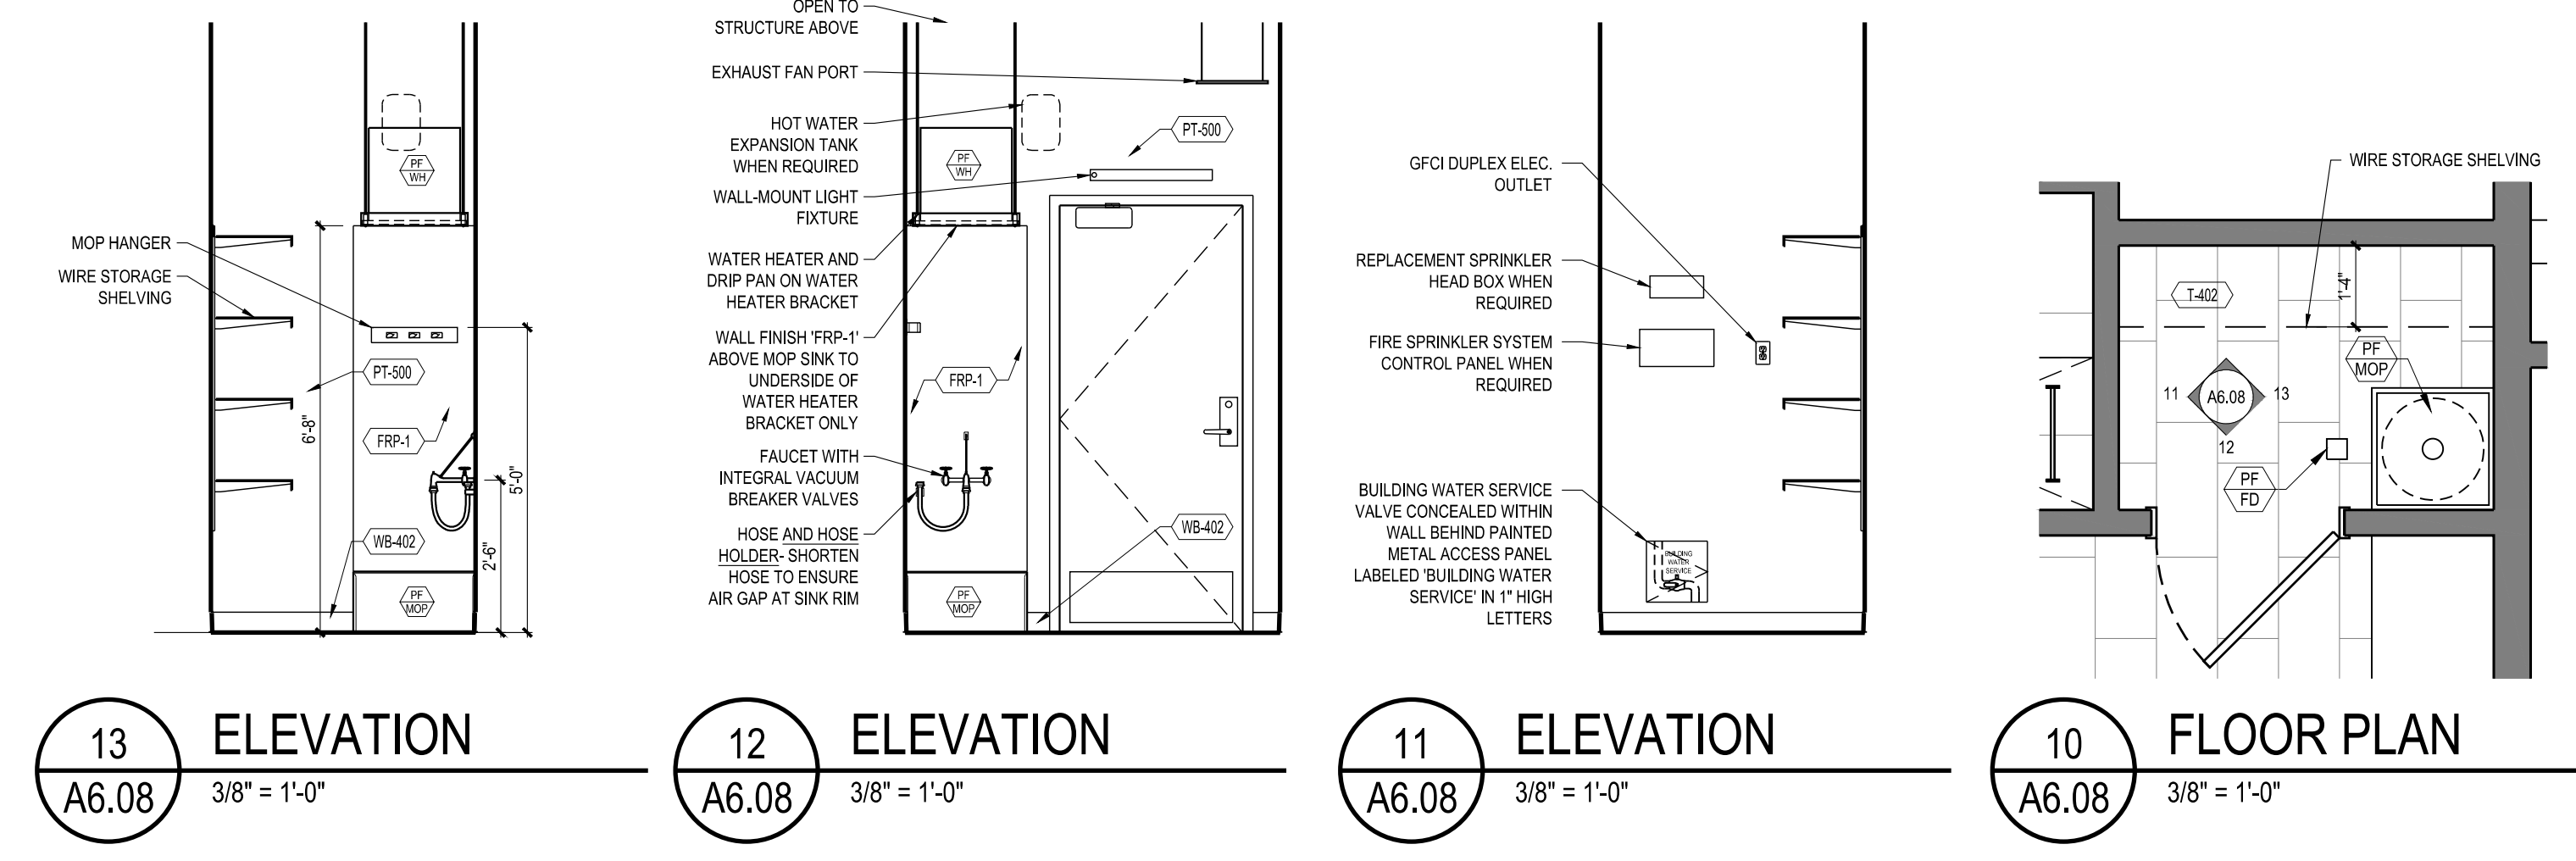 MOP HANGER
WIRE STORAGE
SHELVING
PF
WH
PT-500
FRP-1
WB-402
PF
MOP
6'-8"
5'-0"
2'-6"
13
A6.08
ELEVATION
3/8" = 1'-0"
OPEN TO
STRUCTURE ABOVE
EXHAUST FAN PORT
HOT WATER
EXPANSION TANK
WHEN REQUIRED
WALL-MOUNT LIGHT
FIXTURE
WATER HEATER AND
DRIP PAN ON WATER
HEATER BRACKET
WALL FINISH 'FRP-1'
ABOVE MOP SINK TO
UNDERSIDE OF
WATER HEATER
BRACKET ONLY
FAUCET WITH
INTEGRAL VACUUM
BREAKER VALVES
HOSE AND HOSE
HOLDER- SHORTEN
HOSE TO ENSURE
AIR GAP AT SINK RIM
PT-500
PF
WH
FRP-1
WB-402
PF
MOP
12
A6.08
ELEVATION
3/8" = 1'-0"
GFCI DUPLEX ELEC.
OUTLET
REPLACEMENT SPRINKLER
HEAD BOX WHEN
REQUIRED
FIRE SPRINKLER SYSTEM
CONTROL PANEL WHEN
REQUIRED
BUILDING WATER SERVICE
VALVE CONCEALED WITHIN
WALL BEHIND PAINTED
METAL ACCESS PANEL
LABELED 'BUILDING WATER
SERVICE' IN 1" HIGH
LETTERS
BUILDING
WATER
SERVICE
11
A6.08
ELEVATION
3/8" = 1'-0"
WIRE STORAGE SHELVING
T-402
1'-4"
PF
MOP
11
A6.08
13
12
PF
FD
10
A6.08
FLOOR PLAN
3/8" = 1'-0"